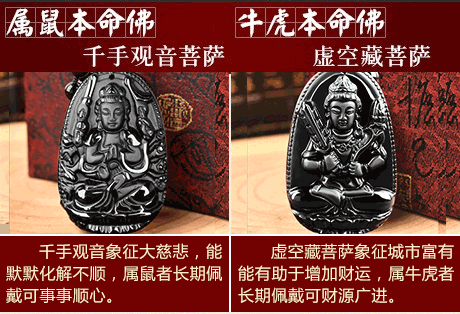 属鼠本命佛
千手观音菩萨
千手观音象征大慈悲，能
默默化解不顺，属鼠者长期佩
戴可事事顺心。
牛虎本命佛
虚空藏菩萨
虚空藏菩萨象征城市富有
能有助于增加财运，属牛虎者
长期佩戴可财源广进。